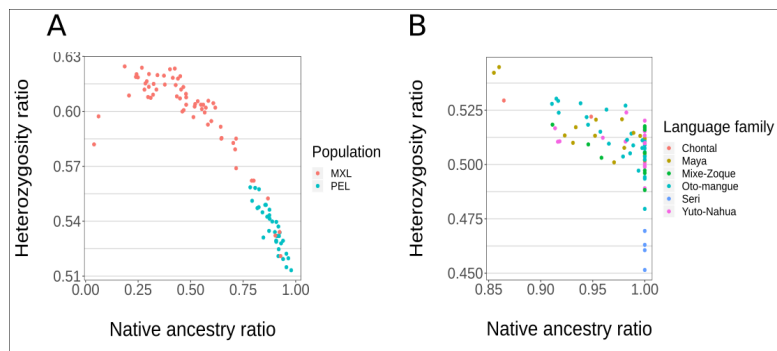 A
Heterozygosity ratio
0.63
0.60
0.57
0.54
0.51
0.00
0.25
0.50
0.75
1.00
Native ancestry ratio
Population
MXL
PEL
B
Heterozygosity ratio
0.525
0.500
0.475
0.450
0.85
0.90
0.95
1.00
Native ancestry ratio
Language family
Chontal
Maya
Mixe-Zoque
Oto-mangue
Seri
Yuto-Nahua